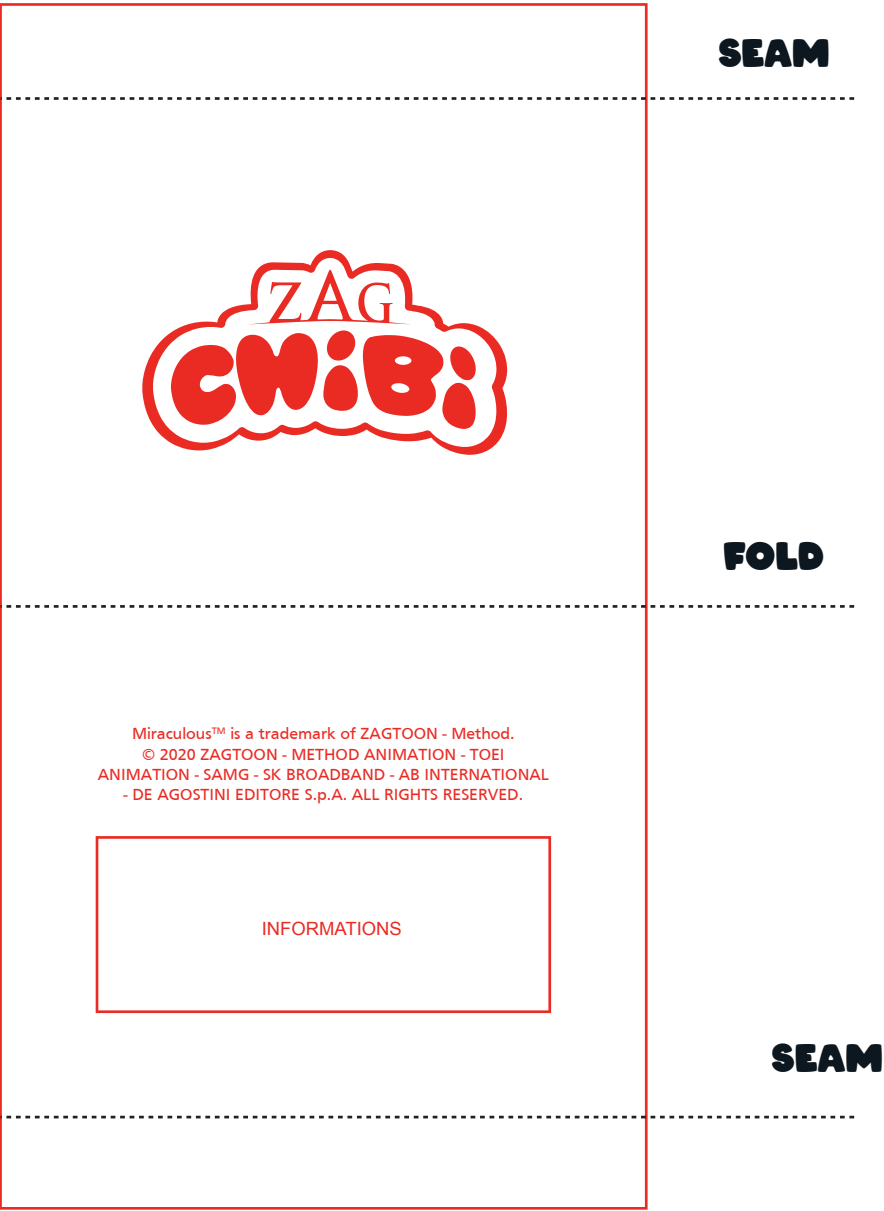 SEAM
ZAG
CHiBi
FOLD
Miraculous™ is a trademark of ZAGTOON - Method.
© 2020 ZAGTOON - METHOD ANIMATION - TOEI
ANIMATION - SAMG - SK BROADBAND - AB INTERNATIONAL
- DE AGOSTINI EDITORE S.p.A. ALL RIGHTS RESERVED.
INFORMATIONS
SEAM